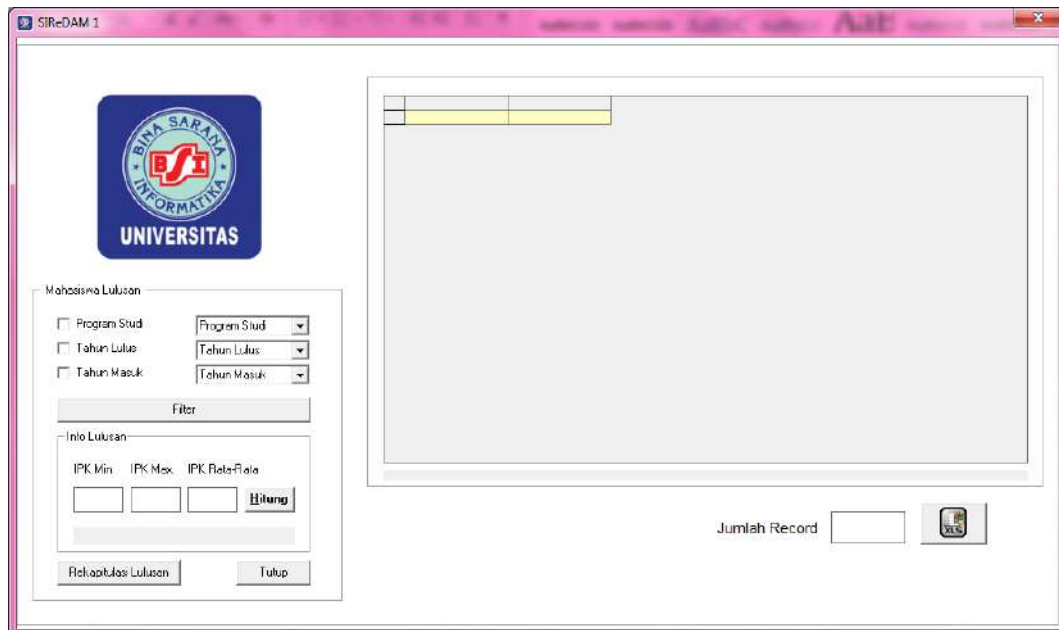 SIReDAM 1
BINA SARANA
INFORMATIKA
BSI
UNIVERSITAS
Mahasiswa Lulusan
Program Studi
Program Studi
Tahun Lulus
Tahun Lulus
Tahun Masuk
Tahun Masuk
Filter
Info Lulusan
IPK Min IPK Max IPK Rata-Rata
Hitung
Rekapitulasi Lulusan
Tutup
Jumlah Record